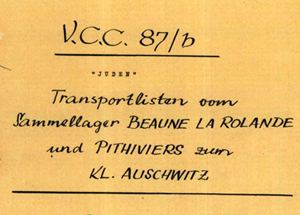 V.C.C. 87/b
"JUDEN"
Transportlisten vom
Sammellager BEAUNE LA ROLANDE
und PITHIVIERS zum
KL. AUSCHWITZ